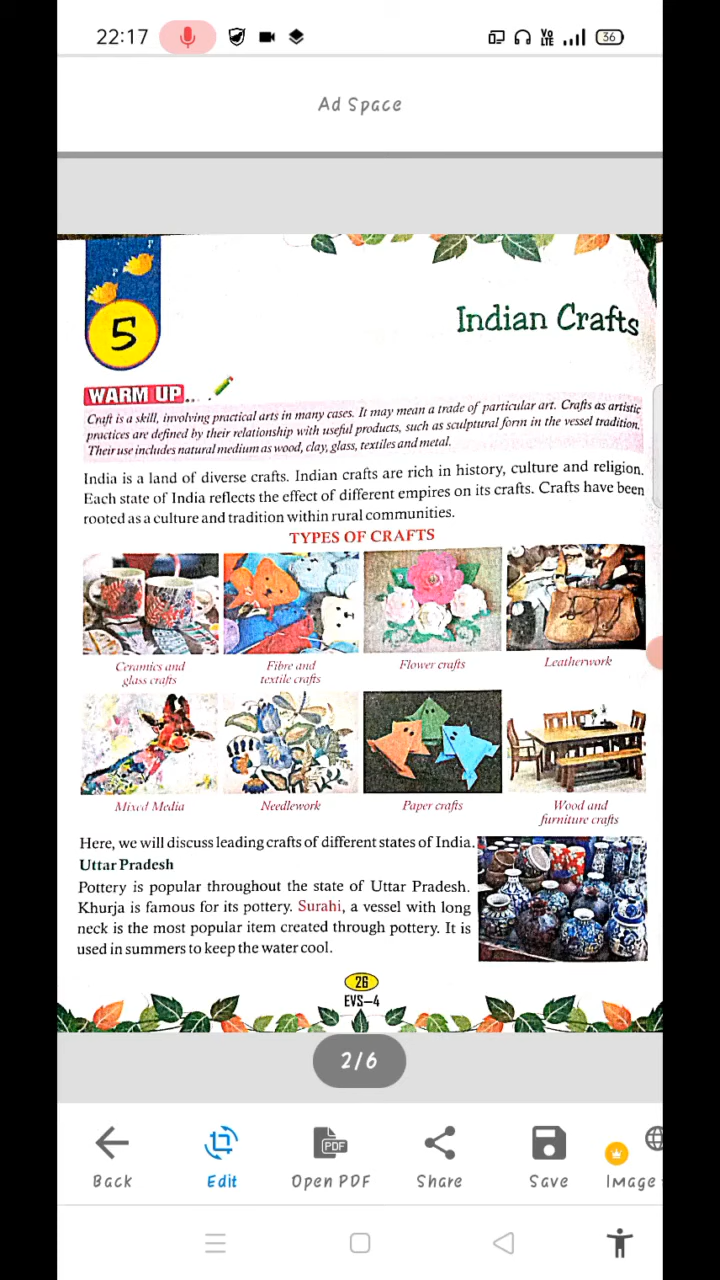 22:17
Vo
LTE
36
Ad Space
5
Indian Crafts
WARM UP...
Craft is a skill, involving practical arts in many cases. It may mean a trade of particular art. Crafts as artistic
practices are defined by their relationship with useful products, such as sculptural form in the vessel tradition.
Their use includes natural medium as wood, clay, glass, textiles and metal.
India is a land of diverse crafts. Indian crafts are rich in history, culture and religion.
Each state of India reflects the effect of different empires on its crafts. Crafts have been
rooted as a culture and tradition within rural communities.
TYPES OF CRAFTS
Ceramics and
glass crafts
Fibre and
textile crafts
Flower crafts
Leatherwork
Mixed Media
Needlework
Paper crafts
Wood and
furniture crafts
Here, we will discuss leading crafts of different states of India.
Uttar Pradesh
Pottery is popular throughout the state of Uttar Pradesh.
Khurja is famous for its pottery. Surahi, a vessel with long
neck is the most popular item created through pottery. It is
used in summers to keep the water cool.
26
EVS–4
2/6
Back
Edit
PDF
Open PDF
Share
Save
Image